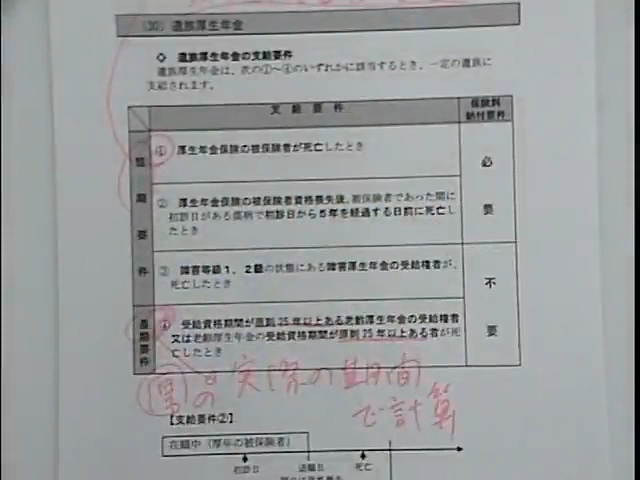 (30) 遺族厚生年金
◇ 遺族厚生年金の支給要件
遺族厚生年金は、次の①~④のいずれかに該当するとき、一定の遺族に
支給されます。
支 給 要 件
保険料
納付要件
短期要件
① 厚生年金保険の被保険者が死亡したとき
② 厚生年金保険の被保険者資格喪失後、被保険者であった間に
初診日がある傷病で初診日から5年を経過する日前に死亡し
たとき
必要
③ 障害等級1、2級の状態にある障害厚生年金の受給権者が、
死亡したとき
不要
長期要件
④ 受給資格期間が原則25年以上ある老齢厚生年金の受給権者
又は老齢厚生年金の受給資格期間が原則25年以上ある者が死
亡したとき
の実際の期間
で計算
【支給要件②】
在職中(厚年の被保険者)
初診日 退職日 死亡